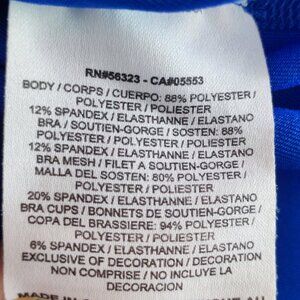 RN#56323 - CA#05553
BODY / CORPS / CUERPO: 88% POLYESTER /
POLYESTER / POLIESTER
12% SPANDEX / ELASTHANNE / ELASTANO
BRA / SOUTIEN-GORGE / SOSTEN: 88%
POLYESTER / POLYESTER / POLIESTER
12% SPANDEX / ELASTHANNE / ELASTANO
BRA MESH / FILET A SOUTIEN-GORGE /
MALLA DEL SOSTEN: 80% POLYESTER /
POLYESTER / POLIESTER
20% SPANDEX / ELASTHANNE / ELASTANO
BRA CUPS / BONNETS DE SOUTIEN-GORGE /
COPA DEL BRASSIERE: 94% POLYESTER /
POLYESTER / POLIESTER
6% SPANDEX / ELASTHANNE / ELASTANO
EXCLUSIVE OF DECORATION / DECORATION
NON COMPRISE / NO INCLUYE LA
DECORACION
MADE IN